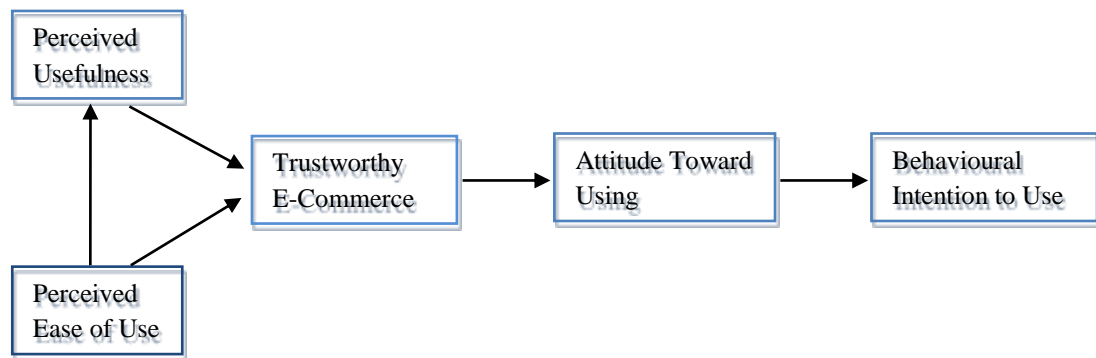 Perceived
Usefulness
Trustworthy
E-Commerce
Attitude Toward
Using
Behavioural
Intention to Use
Perceived
Ease of Use